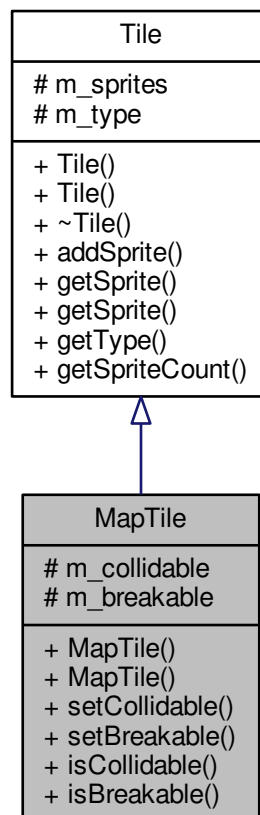 Tile
# m_sprites
# m_type
+ Tile()
+ Tile()
+ ~Tile()
+ addSprite()
+ getSprite()
+ getSprite()
+ getType()
+ getSpriteCount()
MapTile
# m_collidable
# m_breakable
+ MapTile()
+ MapTile()
+ setCollidable()
+ setBreakable()
+ isCollidable()
+ isBreakable()